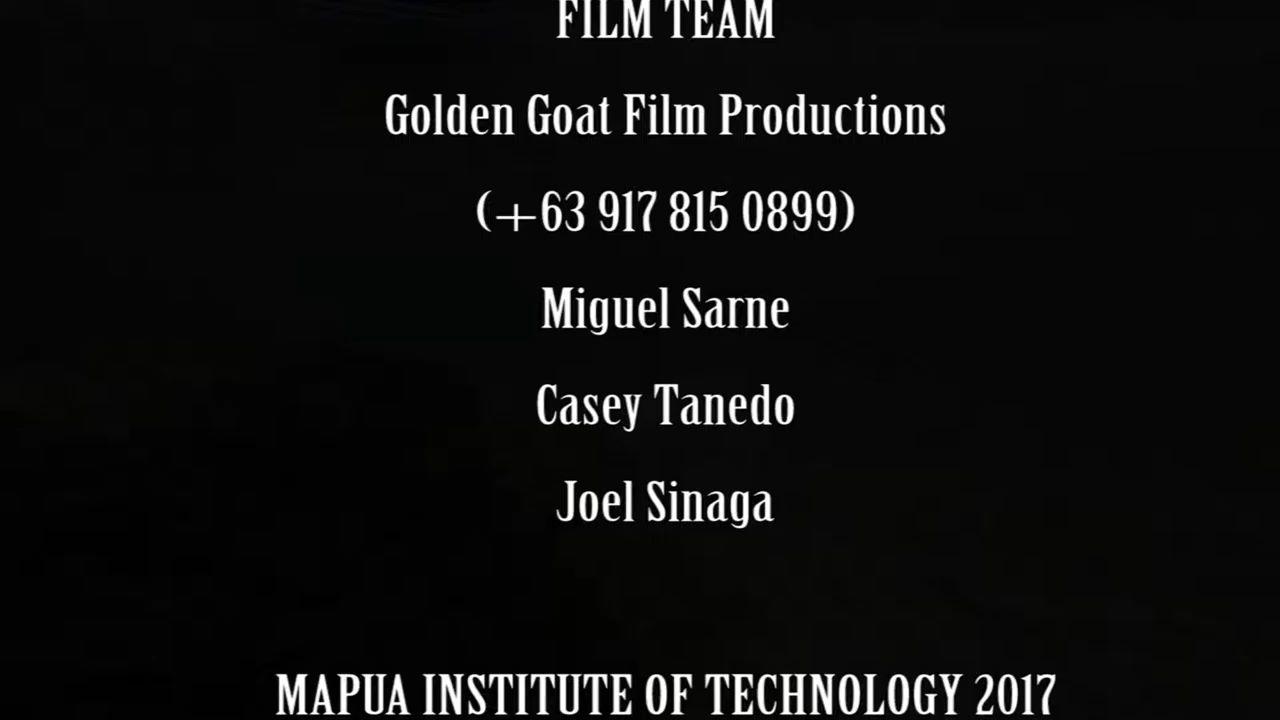 FILM TEAM
Golden Goat Film Productions
(+63 917 815 0899)
Miguel Sarne
Casey Tanedo
Joel Sinaga
MAPUA INSTITUTE OF TECHNOLOGY 2017